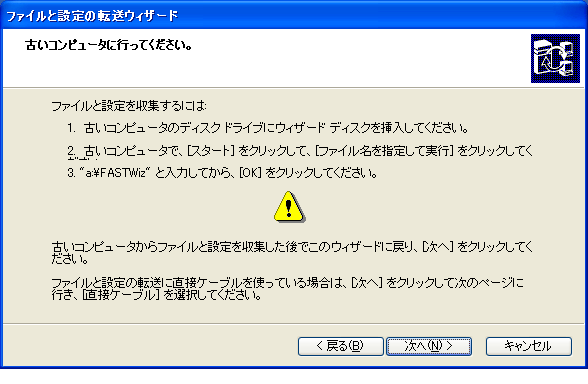 ファイルと設定の転送ウィザード
古いコンピュータに行ってください。
ファイルと設定を収集するには:
1. 古いコンピュータのディスク ドライブにウィザード ディスクを挿入してください。
2. 古いコンピュータで、[スタート] をクリックして、[ファイル名を指定して実行] をクリックしてく
3. "a:¥FASTWiz" と入力してから、[OK] をクリックしてください。
古いコンピュータからファイルと設定を収集した後でこのウィザードに戻り、[次へ] をクリックしてく
ださい。
ファイルと設定の転送に直接ケーブルを使っている場合は、[次へ] をクリックして次のページに
行き、[直接ケーブル] を選択してください。
< 戻る(B)
次へ(N) >
キャンセル